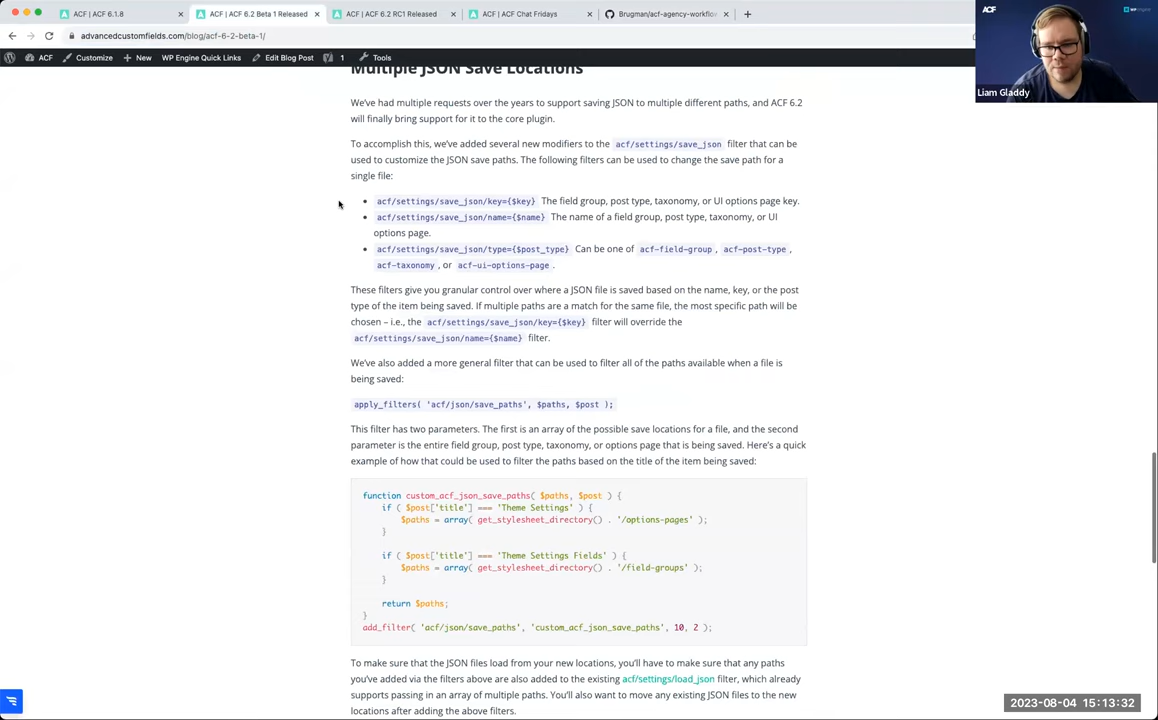 ACF | ACF 6.1.8
ACF | ACF 6.2 Beta 1 Released
ACF | ACF 6.2 RC1 Released
ACF | ACF Chat Fridays
Brugman/acf-agency-workflow
advancedcustomfields.com/blog/acf-6-2-beta-1/
ACF
Customize
New
WP Engine Quick Links
Edit Blog Post
1
Tools
ACF
Liam Gladdy
Multiple JSON Save Locations
We've had multiple requests over the years to support saving JSON to multiple different paths, and ACF 6.2
will finally bring support for it to the core plugin.
To accomplish this, we've added several new modifiers to the acf/settings/save_json filter that can be
used to customize the JSON save paths. The following filters can be used to change the save path for a
single file:
acf/settings/save_json/key={$key} The field group, post type, taxonomy, or UI options page key.
acf/settings/save_json/name={$name} The name of a field group, post type, taxonomy, or UI
options page.
acf/settings/save_json/type={$post_type} Can be one of acf-field-group, acf-post-type,
acf-taxonomy, or acf-ui-options-page.
These filters give you granular control over where a JSON file is saved based on the name, key, or the post
type of the item being saved. If multiple paths are a match for the same file, the most specific path will be
chosen – i.e., the acf/settings/save_json/key={$key} filter will override the
acf/settings/save_json/name={$name} filter.
We've also added a more general filter that can be used to filter all of the paths available when a file is
being saved:
apply_filters( 'acf/json/save_paths', $paths, $post );
This filter has two parameters. The first is an array of the possible save locations for a file, and the second
parameter is the entire field group, post type, taxonomy, or options page that is being saved. Here's a quick
example of how that could be used to filter the paths based on the title of the item being saved:
function custom_acf_json_save_paths( $paths, $post ) {
if ( $post['title'] === 'Theme Settings' ) {
$paths = array( get_stylesheet_directory() . '/options-pages' );
}
if ( $post['title'] === 'Theme Settings Fields' ) {
$paths = array( get_stylesheet_directory() . '/field-groups' );
}
return $paths;
}
add_filter( 'acf/json/save_paths', 'custom_acf_json_save_paths', 10, 2 );
To make sure that the JSON files load from your new locations, you'll have to make sure that any paths
you've added via the filters above are also added to the existing acf/settings/load_json filter, which already
supports passing in an array of multiple paths. You'll also want to move any existing JSON files to the new
locations after adding the above filters.
2023-08-04 15:13:32